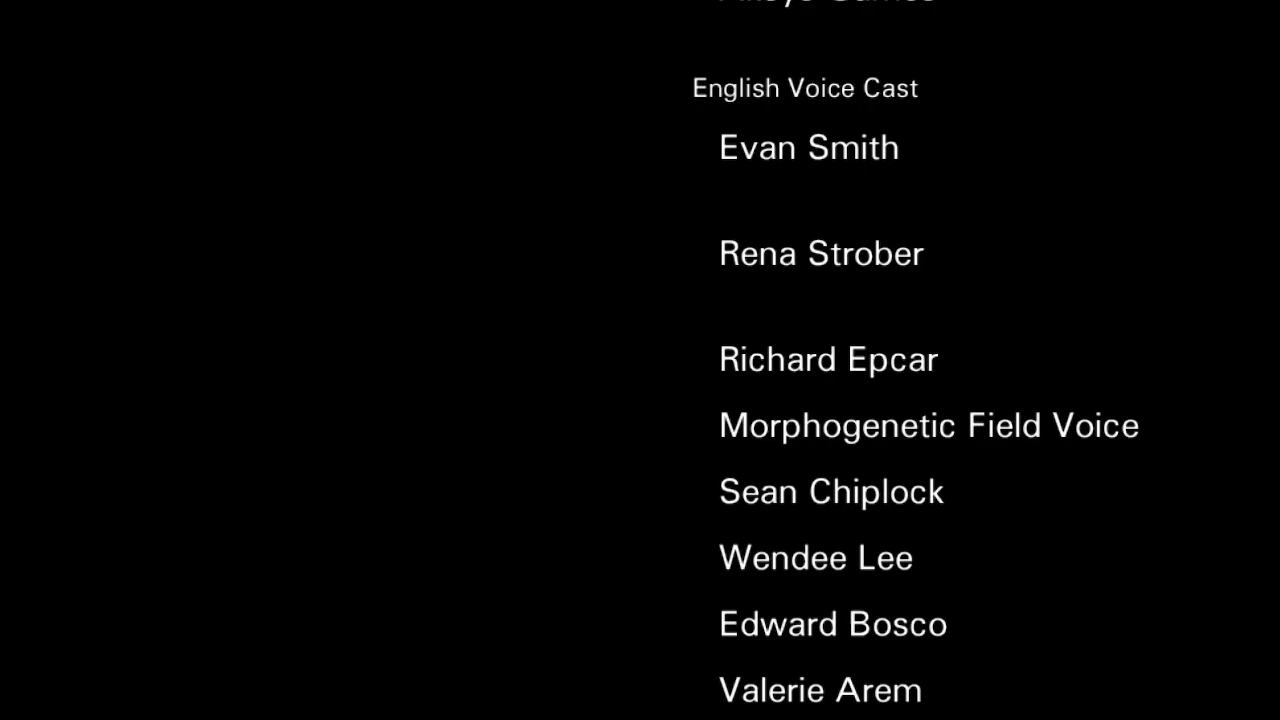 English Voice Cast
Evan Smith
Rena Strober
Richard Epcar
Morphogenetic Field Voice
Sean Chiplock
Wendee Lee
Edward Bosco
Valerie Arem